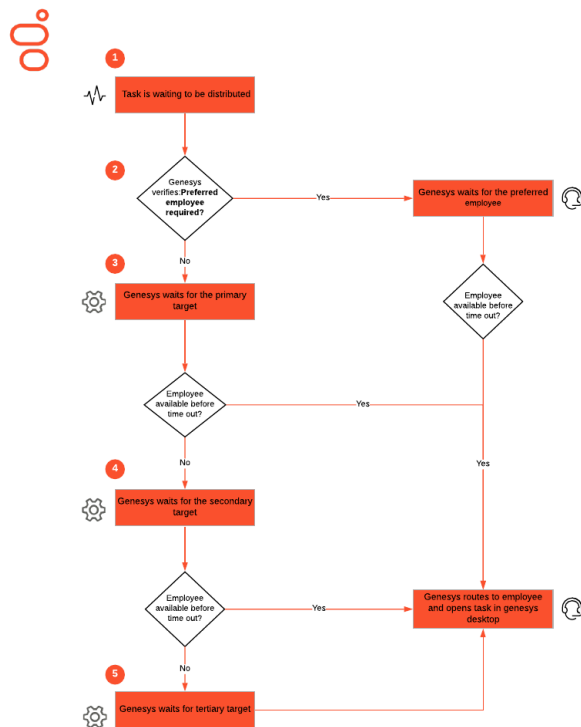 1
Task is waiting to be distributed
2
Genesys
verifies:Preferred
employee
required?
Yes
Genesys waits for the preferred
employee
No
3
Genesys waits for the primary
target
Employee
available before
time out?
Employee
available before
time out?
Yes
No
Yes
4
Genesys waits for the secondary
target
Employee
available before
time out?
Yes
Genesys routes to employee
and opens task in genesys
desktop
No
5
Genesys waits for tertiary target